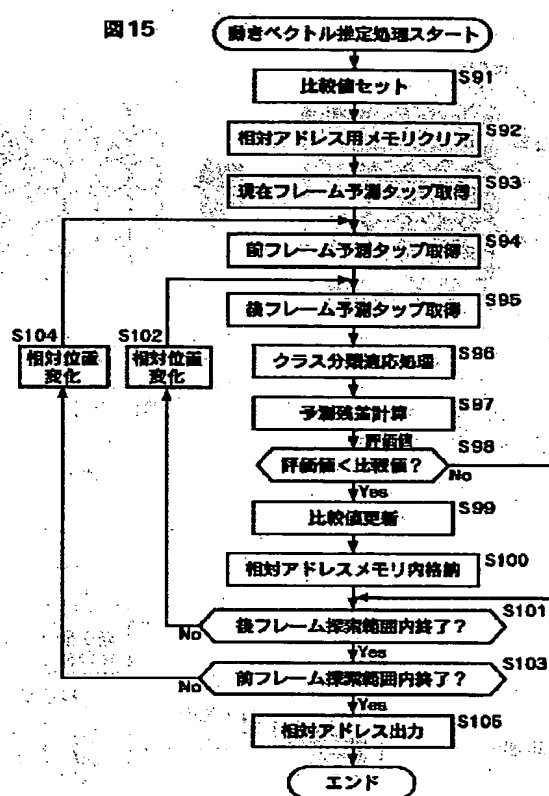 図15
動きベクトル推定処理スタート
比較値セット
S91
相対アドレス用メモリクリア
S92
現在フレーム予測タップ取得
S93
前フレーム予測タップ取得
S94
後フレーム予測タップ取得
S95
S104
相対位置
変化
S102
相対位置
変化
クラス分類適応処理
S96
予測残差計算
S97
評価値
評価値<比較値?
S98
No
Yes
比較値更新
S99
相対アドレスメモリ内格納
S100
後フレーム探索範囲内終了?
S101
No
Yes
前フレーム探索範囲内終了?
S103
No
Yes
相対アドレス出力
S105
エンド